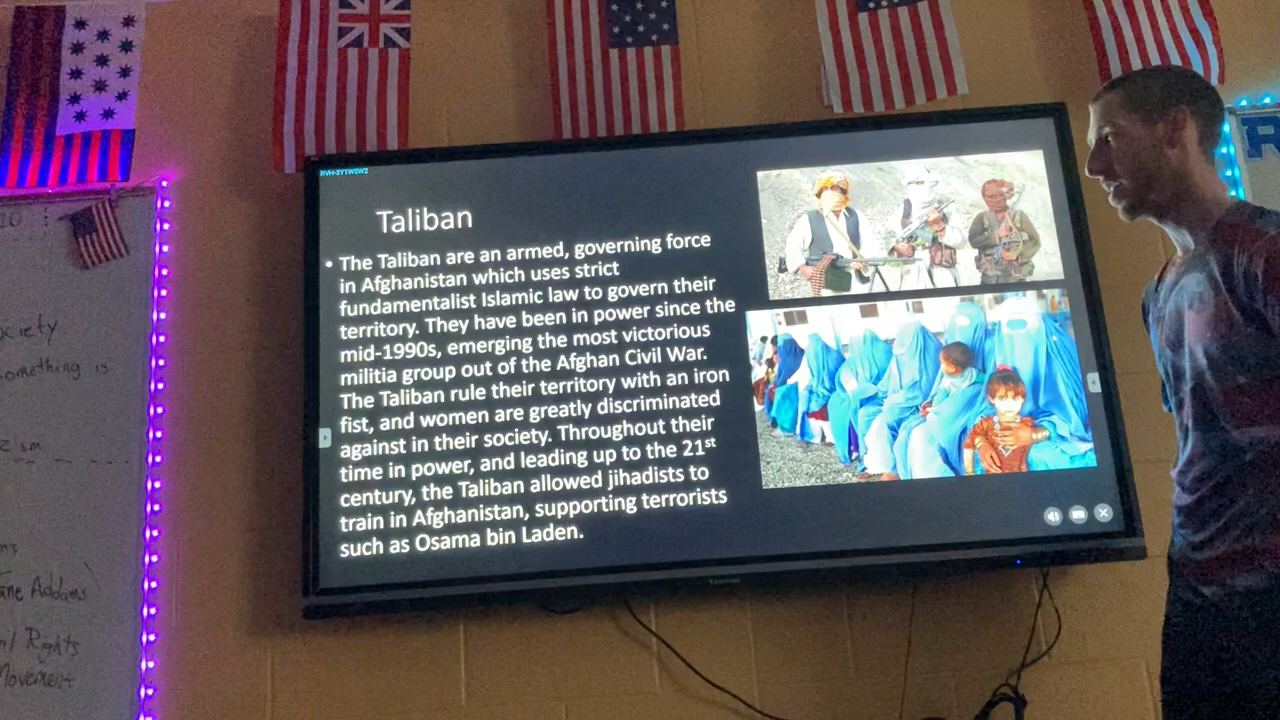 RVH-3Y1WSW2
Taliban
• The Taliban are an armed, governing force
in Afghanistan which uses strict
fundamentalist Islamic law to govern their
territory. They have been in power since the
mid-1990s, emerging the most victorious
militia group out of the Afghan Civil War.
The Taliban rule their territory with an iron
fist, and women are greatly discriminated
against in their society. Throughout their
time in power, and leading up to the 21st
century, the Taliban allowed jihadists to
train in Afghanistan, supporting terrorists
such as Osama bin Laden.
ociety
omething is
Addams)
Rights
Movement